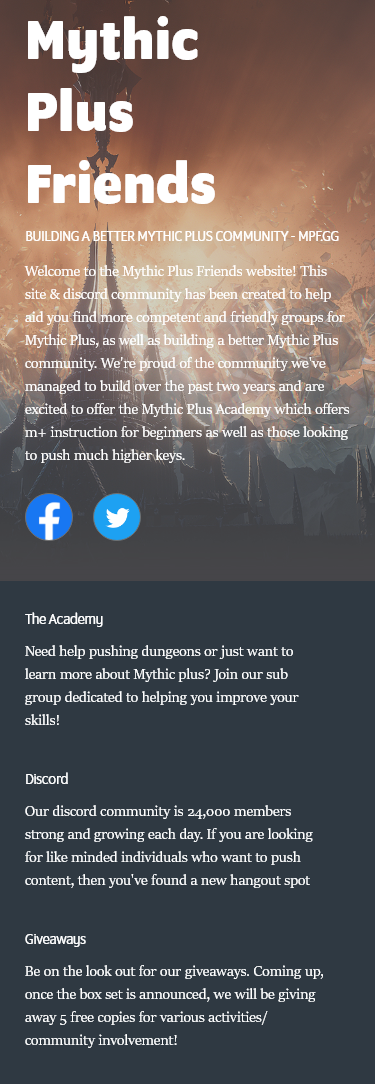 Mythic
Plus
Friends
BUILDING A BETTER MYTHIC PLUS COMMUNITY - MPF.GG
Welcome to the Mythic Plus Friends website! This
site & discord community has been created to help
aid you find more competent and friendly groups for
Mythic Plus, as well as building a better Mythic Plus
community. We're proud of the community we've
managed to build over the past two years and are
excited to offer the Mythic Plus Academy which offers
m+ instruction for beginners as well as those looking
to push much higher keys.
The Academy
Need help pushing dungeons or just want to
learn more about Mythic plus? Join our sub
group dedicated to helping you improve your
skills!
Discord
Our discord community is 24,000 members
strong and growing each day. If you are looking
for like minded individuals who want to push
content, then you've found a new hangout spot
Giveaways
Be on the look out for our giveaways. Coming up,
once the box set is announced, we will be giving
away 5 free copies for various activities/
community involvement!